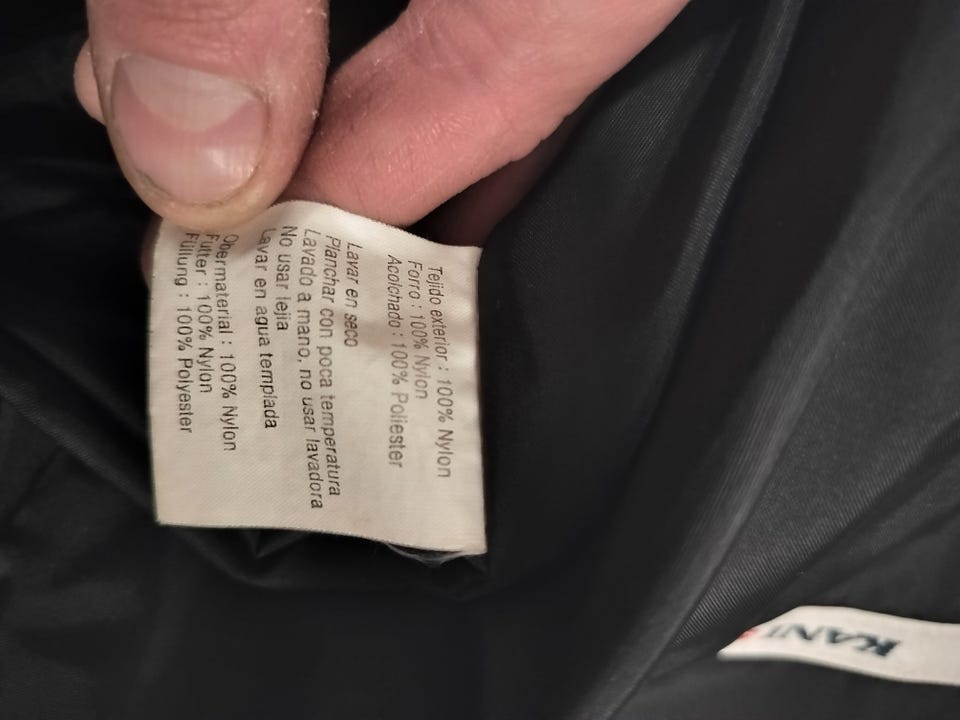 Tejido exterior : 100% Nylon
Forro : 100% Nylon
Acolchado : 100% Poliester
Lavar en seco
Planchar con poca temperatura
Lavado a mano, no usar lavadora
No usar lejia
Lavar en agua templada
Obermaterial : 100% Nylon
Futter : 100% Nylon
Füllung : 100% Polyester
KANI